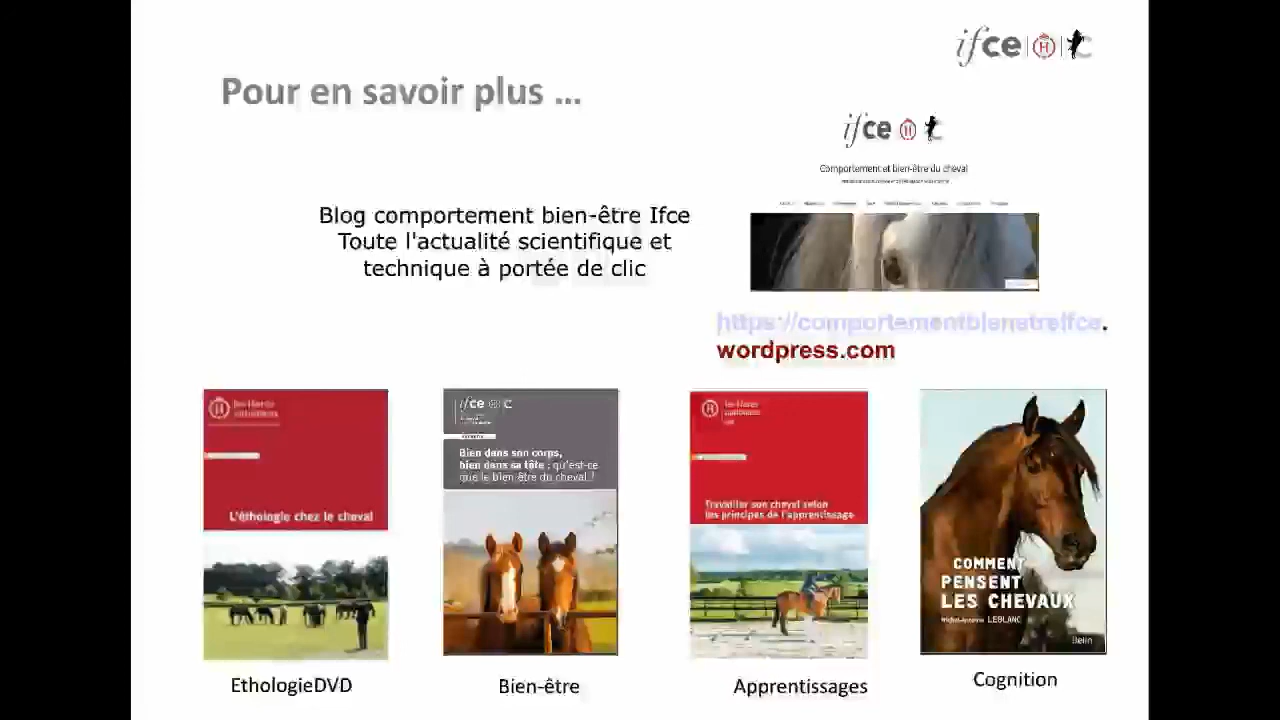 ifce
Pour en savoir plus ...
ifce
Comportement et bien-être du cheval
Blog comportement bien-être Ifce
Toute l'actualité scientifique et
technique à portée de clic
https://comportementbienetreifce.
wordpress.com
H
les libres
L'éthologie chez le cheval
ifce
Bien dans son corps,
bien dans sa tête : qu'est-ce
que le bien-être du cheval ?
H
Travailler son cheval selon
les principes de l'apprentissage
COMMENT
PENSENT
LES CHEVAUX
LEBLANC
Belin
EthologieDVD
Bien-être
Apprentissages
Cognition